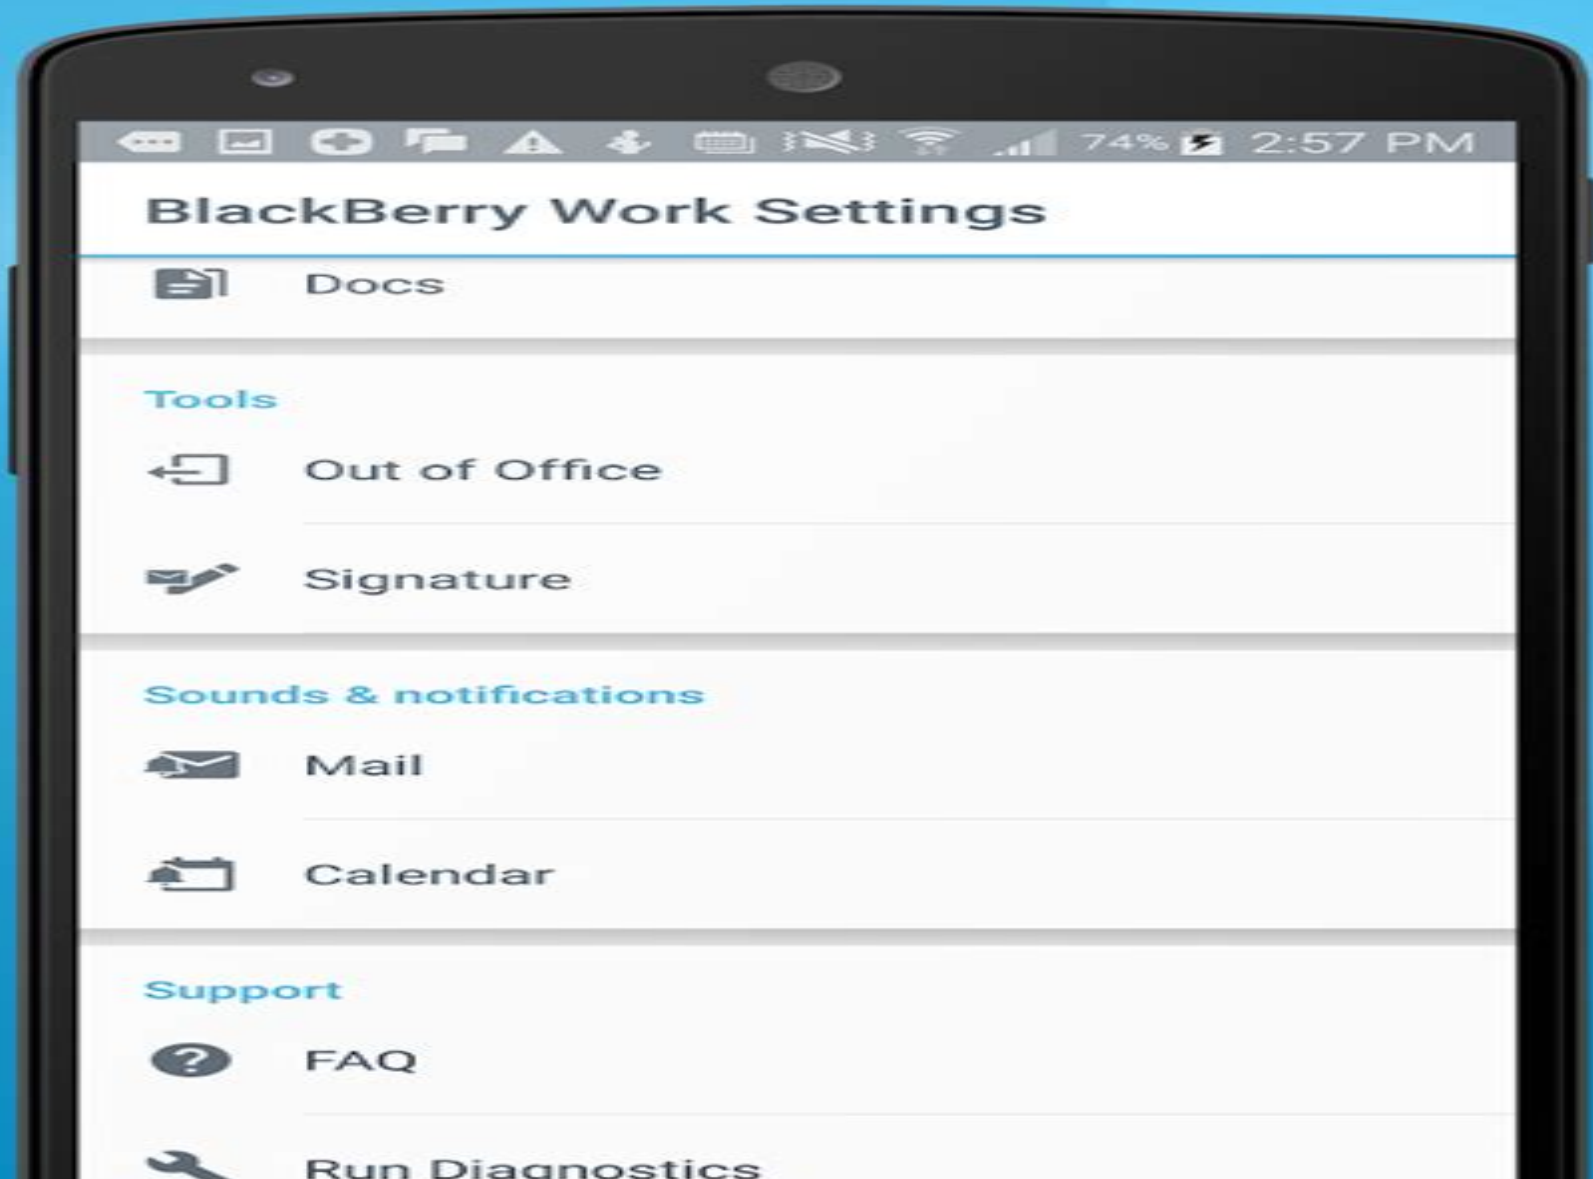 74% 2:57 PM
BlackBerry Work Settings
Docs
Tools
Out of Office
Signature
Sounds & notifications
Mail
Calendar
Support
FAQ
Run Diagnostics